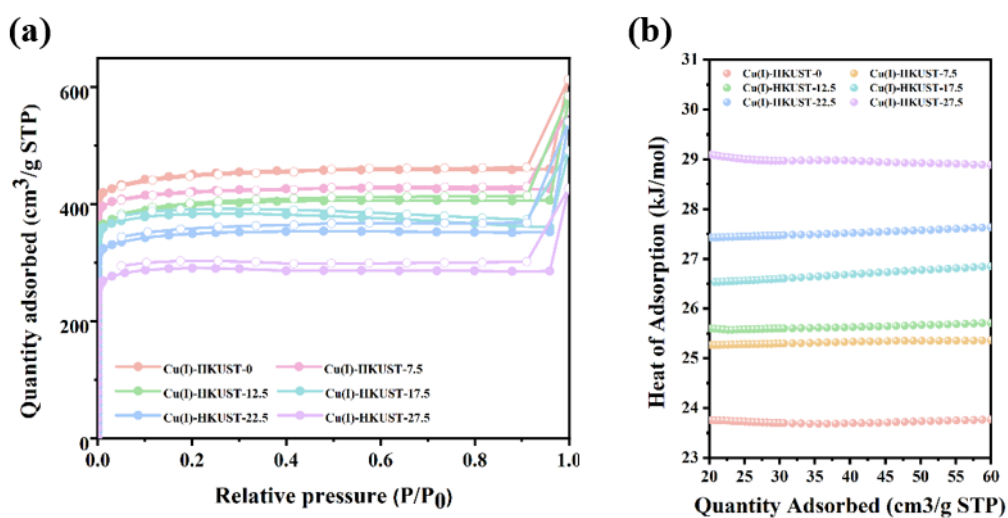 (a)
Quantity adsorbed (cm³/g STP)
600
400
200
0
Cu(I)-HKUST-0
Cu(I)-HKUST-7.5
Cu(I)-HKUST-12.5
Cu(I)-HKUST-17.5
Cu(I)-HKUST-22.5
Cu(I)-HKUST-27.5
0.0 0.2 0.4 0.6 0.8 1.0
Relative pressure (P/P₀)
(b)
Heat of Adsorption (kJ/mol)
31
30
29
28
27
26
25
24
23
Cu(I)-HKUST-0
Cu(I)-HKUST-7.5
Cu(I)-HKUST-12.5
Cu(I)-HKUST-17.5
Cu(I)-HKUST-22.5
Cu(I)-HKUST-27.5
20 25 30 35 40 45 50 55 60
Quantity Adsorbed (cm3/g STP)